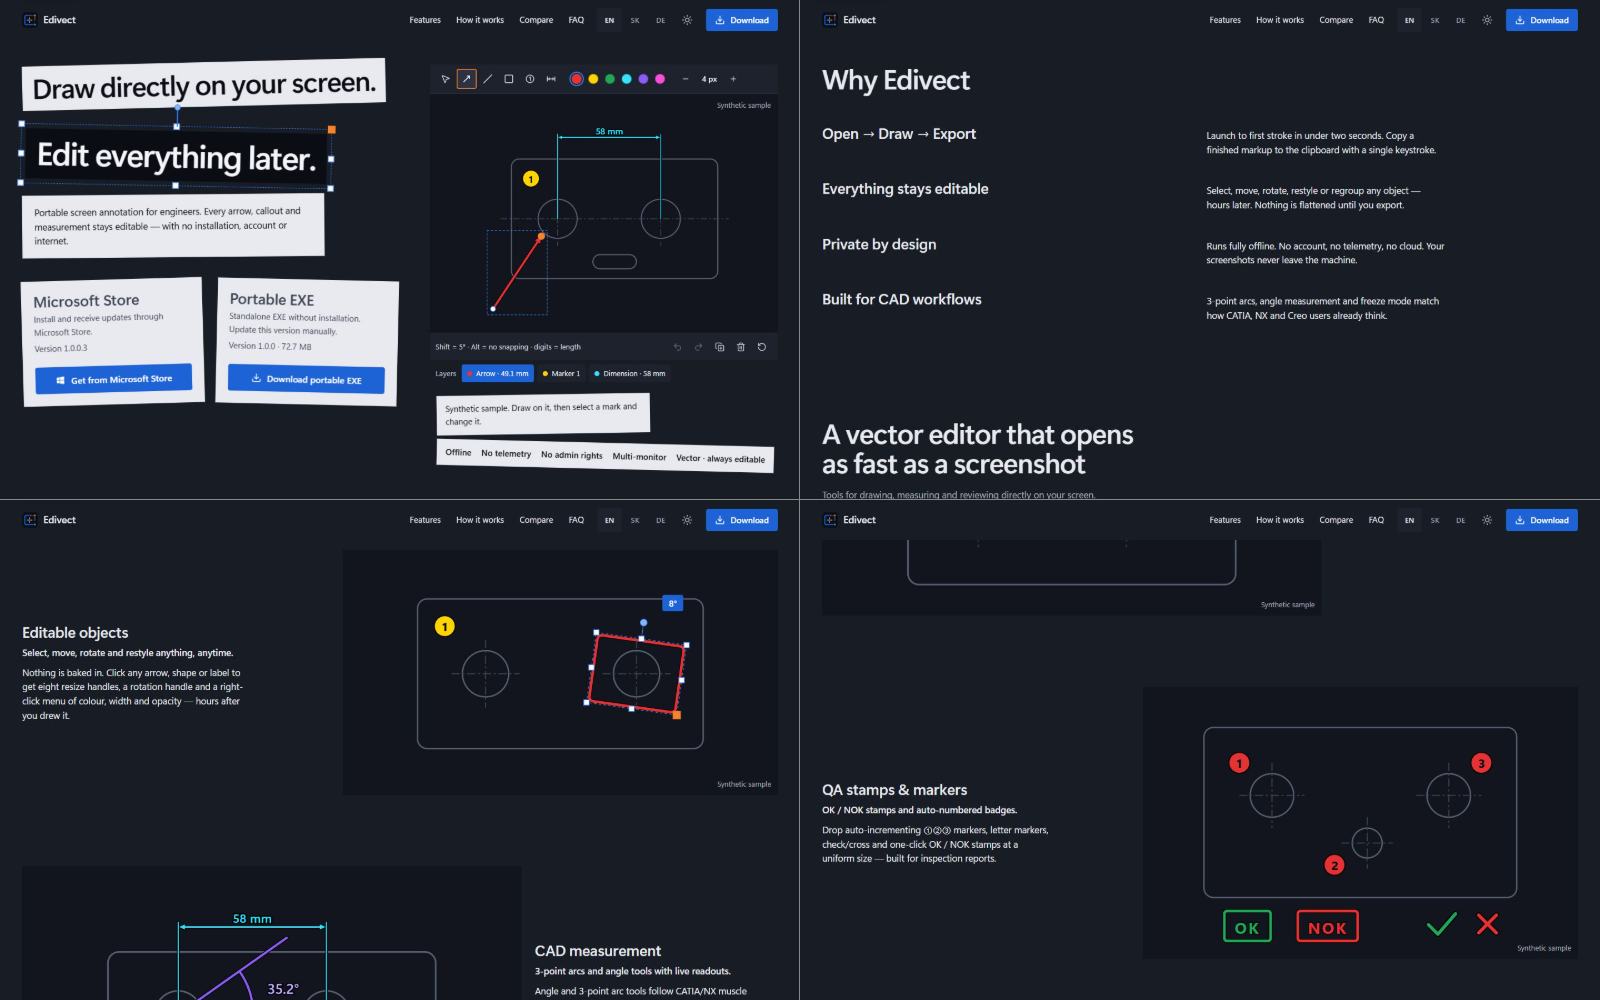 Edivect
Features How it works Compare FAQ EN SK DE Download
Draw directly on your screen.
Edit everything later.
Portable screen annotation for engineers. Every arrow, callout and
measurement stays editable — with no installation, account or
internet.
Microsoft Store
Install and receive updates through
Microsoft Store.
Version 1.0.0.3
Get from Microsoft Store
Portable EXE
Standalone EXE without installation.
Update this version manually.
Version 1.0.0 · 72.7 MB
Download portable EXE
1
4 px
Synthetic sample
58 mm
1
Shift = 5° · Alt = no snapping · digits = length
Layers Arrow · 49.1 mm Marker 1 Dimension · 58 mm
Synthetic sample. Draw on it, then select a mark and
change it.
Offline No telemetry No admin rights Multi-monitor Vector · always editable
Edivect
Features How it works Compare FAQ EN SK DE Download
Why Edivect
Open → Draw → Export
Launch to first stroke in under two seconds. Copy a
finished markup to the clipboard with a single keystroke.
Everything stays editable
Select, move, rotate, restyle or regroup any object —
hours later. Nothing is flattened until you export.
Private by design
Runs fully offline. No account, no telemetry, no cloud. Your
screenshots never leave the machine.
Built for CAD workflows
3-point arcs, angle measurement and freeze mode match
how CATIA, NX and Creo users already think.
A vector editor that opens
as fast as a screenshot
Tools for drawing, measuring and reviewing directly on your screen.
Edivect
Features How it works Compare FAQ EN SK DE Download
Editable objects
Select, move, rotate and restyle anything, anytime.
Nothing is baked in. Click any arrow, shape or label to
get eight resize handles, a rotation handle and a right-
click menu of colour, width and opacity — hours after
you drew it.
1
8°
Synthetic sample
58 mm
35.2°
CAD measurement
3-point arcs and angle tools with live readouts.
Angle and 3-point arc tools follow CATIA/NX muscle
Edivect
Features How it works Compare FAQ EN SK DE Download
Synthetic sample
QA stamps & markers
OK / NOK stamps and auto-numbered badges.
Drop auto-incrementing ①②③ markers, letter markers,
check/cross and one-click OK / NOK stamps at a
uniform size — built for inspection reports.
1
3
2
OK
NOK
Synthetic sample